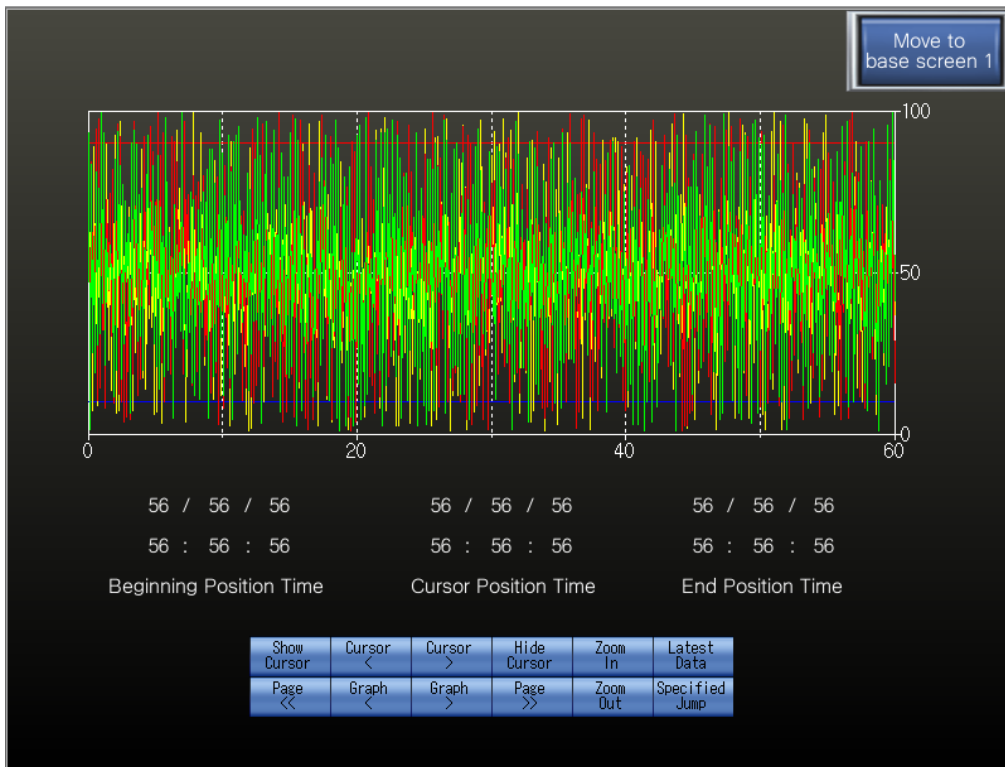 Move to
base screen 1
100
50
0
0 20 40 60
56 / 56 / 56 56 / 56 / 56 56 / 56 / 56
56 : 56 : 56 56 : 56 : 56 56 : 56 : 56
Beginning Position Time Cursor Position Time End Position Time
Show Cursor Cursor Hide Zoom Latest
Cursor < > Cursor In Data
Page Graph Graph Page Zoom Specified
<< < > >> Out Jump